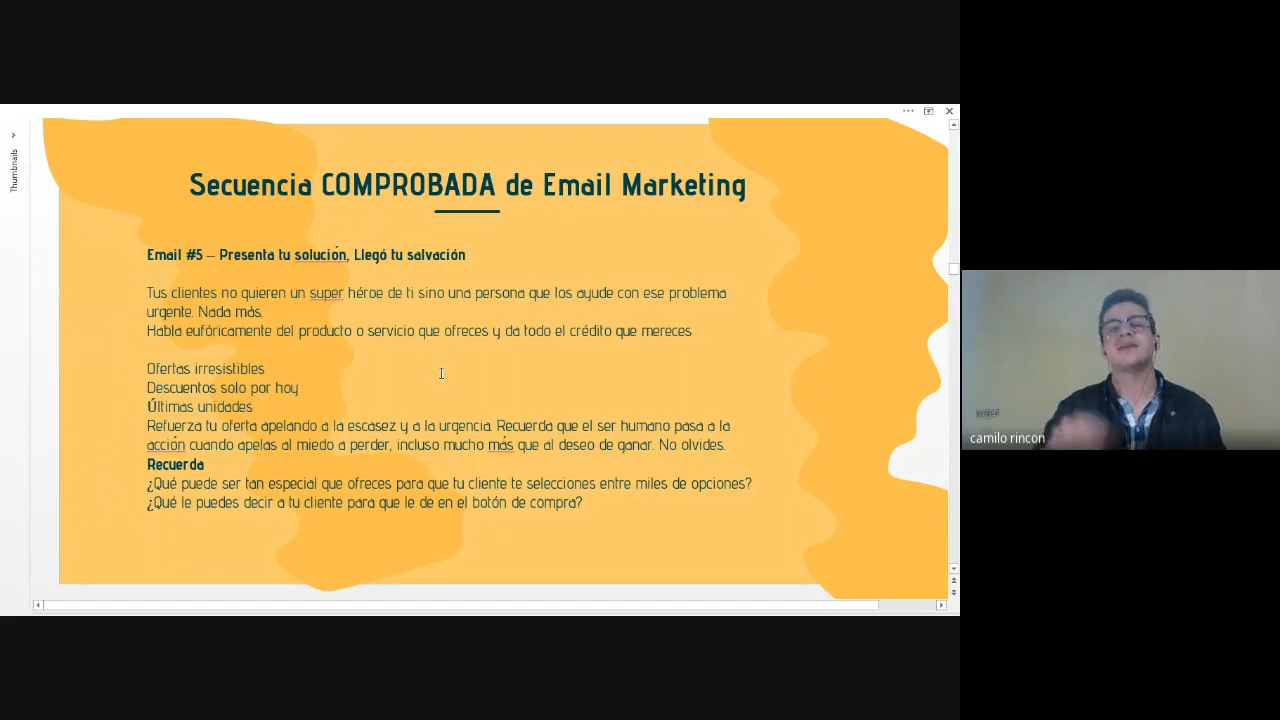 Thumbnails
Secuencia COMPROBADA de Email Marketing
Email #5 – Presenta tu solución, Llegó tu salvación
Tus clientes no quieren un super héroe de ti sino una persona que los ayude con ese problema
urgente. Nada más.
Habla eufóricamente del producto o servicio que ofreces y da todo el crédito que mereces
Ofertas irresistibles
Descuentos solo por hoy
Últimas unidades
Refuerza tu oferta apelando a la escasez y a la urgencia. Recuerda que el ser humano pasa a la
acción cuando apelas al miedo a perder, incluso mucho más que al deseo de ganar. No olvides.
Recuerda
¿Qué puede ser tan especial que ofreces para que tu cliente te selecciones entre miles de opciones?
¿Qué le puedes decir a tu cliente para que le de en el botón de compra?
camilo rincon